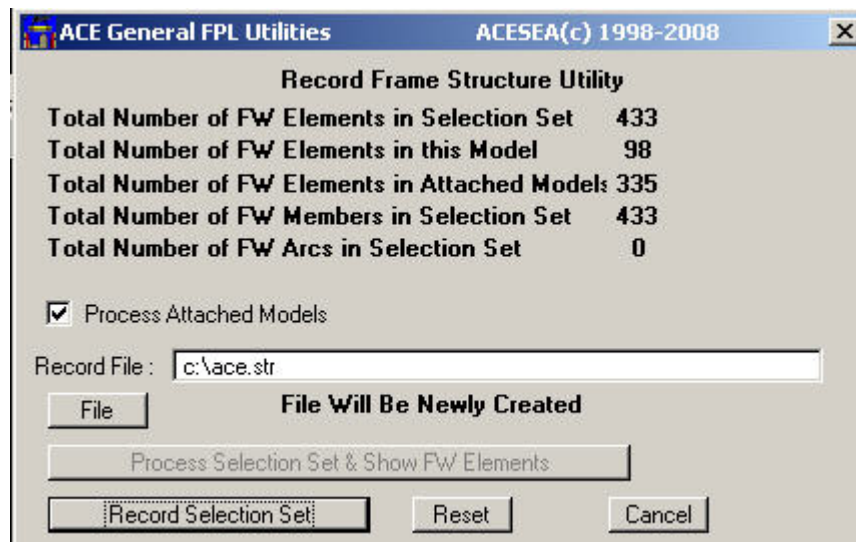 ACE General FPL Utilities ACESEA(c) 1998-2008
Record Frame Structure Utility
Total Number of FW Elements in Selection Set 433
Total Number of FW Elements in this Model 98
Total Number of FW Elements in Attached Models 335
Total Number of FW Members in Selection Set 433
Total Number of FW Arcs in Selection Set 0
Process Attached Models
Record File : c:\ace.str
File File Will Be Newly Created
Process Selection Set & Show FW Elements
Record Selection Set Reset Cancel